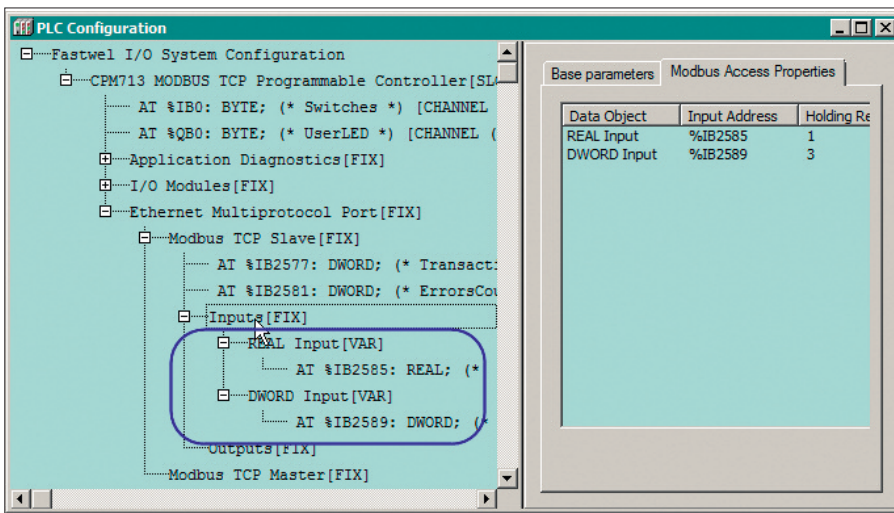 PLC Configuration
Fastwel I/O System Configuration
CPM713 MODBUS TCP Programmable Controller[SL
AT %IB0: BYTE; (* Switches *) [CHANNEL
AT %QB0: BYTE; (* UserLED *) [CHANNEL (
Application Diagnostics[FIX]
I/O Modules[FIX]
Ethernet Multiprotocol Port[FIX]
Modbus TCP Slave[FIX]
AT %IB2577: DWORD; (* Transact
AT %IB2581: DWORD; (* ErrorsCou
Inputs[FIX]
REAL Input[VAR]
AT %IB2585: REAL; (*
DWORD Input[VAR]
AT %IB2589: DWORD; (*
Outputs[FIX]
Modbus TCP Master[FIX]
Base parameters Modbus Access Properties
Data Object Input Address Holding Re
REAL Input %IB2585 1
DWORD Input %IB2589 3